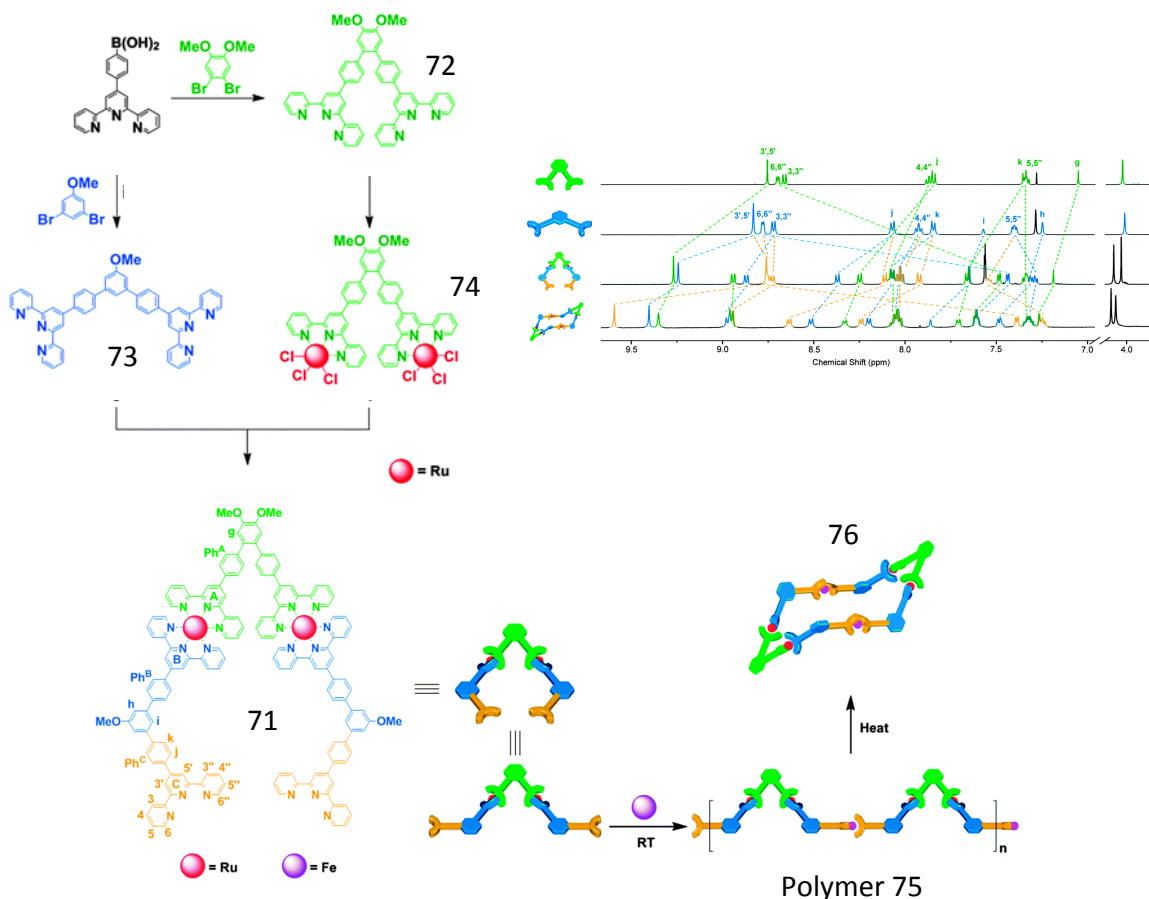 B(OH)₂
MeO
OMe
Br
Br
N
N
N
MeO
OMe
72
N
N
N
N
N
N
OMe
Br
Br
i
OMe
73
N
N
N
N
N
N
MeO
OMe
74
N
N
N
N
N
N
Cl
Cl
Cl
Cl
Cl
Cl
= Ru
3',5'
6,6''
3,3''
4,4''
j
k
5,5''
g
3',5'
6,6''
3,3''
j
4,4''
k
i
5,5''
h
9.5
9.0
8.5
8.0
7.5
7.0
4.0
Chemical Shift (ppm)
MeO
OMe
g
Ph^A
A
N
N
N
N
N
N
N
N
N
N
N
N
B
Ph^B
h
i
MeO
71
OMe
k
j
Ph^C
5'
3''
4''
3'
C
5''
6''
3
4
5
6
N
N
N
N
N
N
= Ru
= Fe
76
Heat
RT
n
Polymer 75